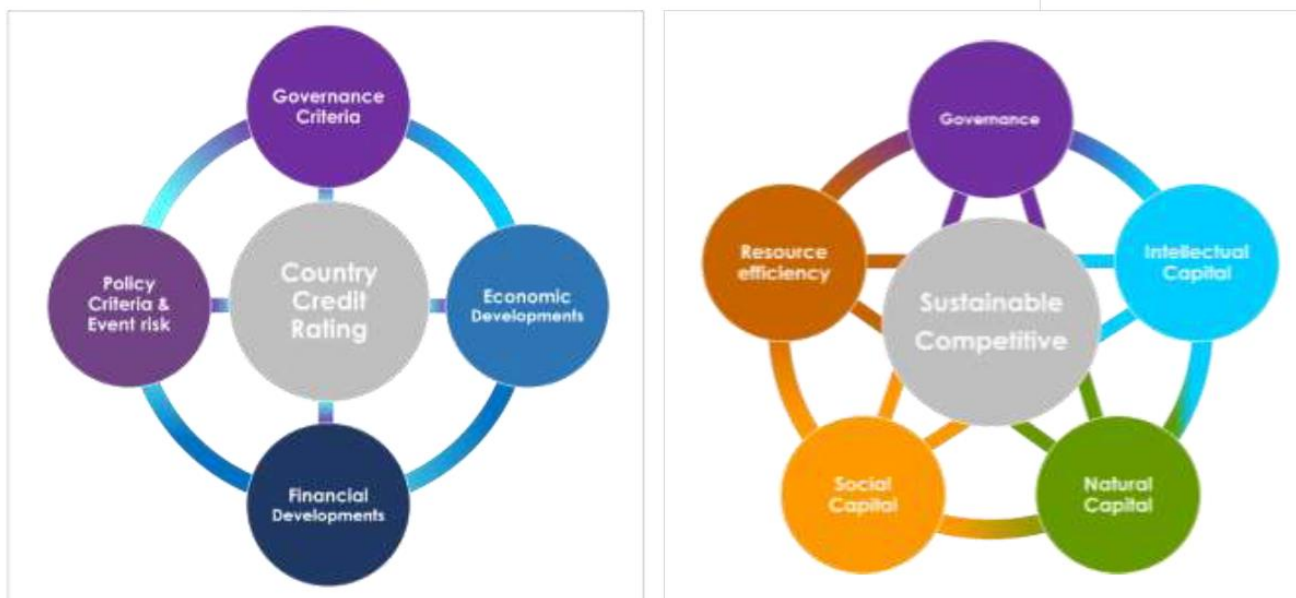 Governance
Criteria
Policy
Criteria &
Event risk
Country
Credit
Rating
Economic
Developments
Financial
Developments
Governance
Resource
efficiency
Intellectual
Capital
Sustainable
Competitive
Social
Capital
Natural
Capital